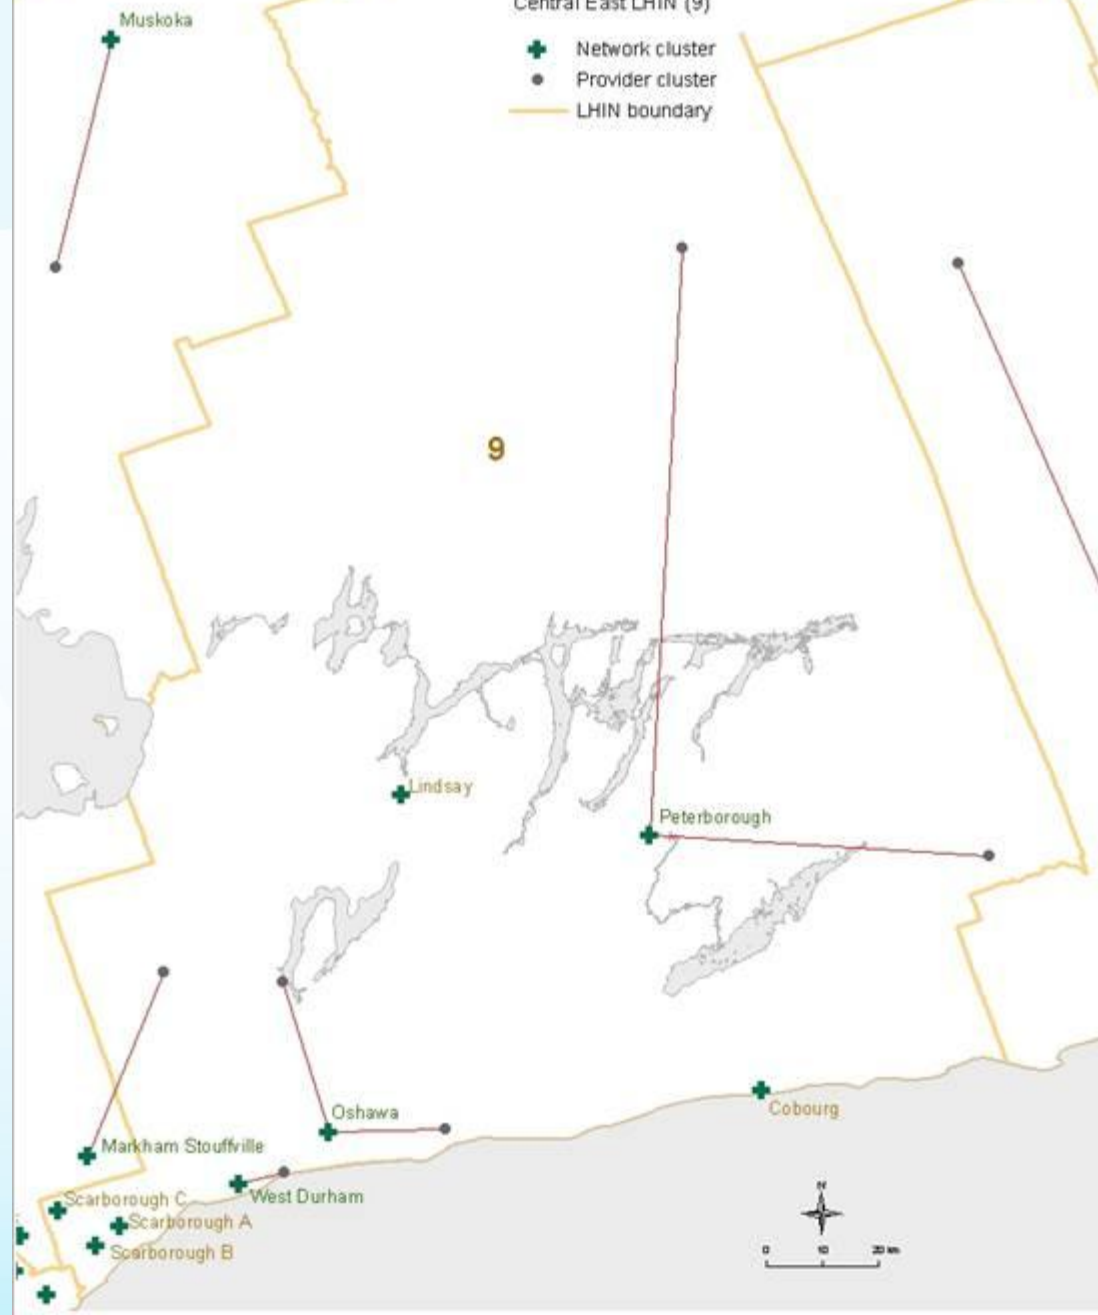 Central East LHIN (9)
Muskoka
Network cluster
Provider cluster
LHIN boundary
9
Lindsay
Peterborough
Oshawa
Cobourg
Markham Stouffville
West Durham
Scarborough C
Scarborough A
Scarborough B
N
0 10 20 km